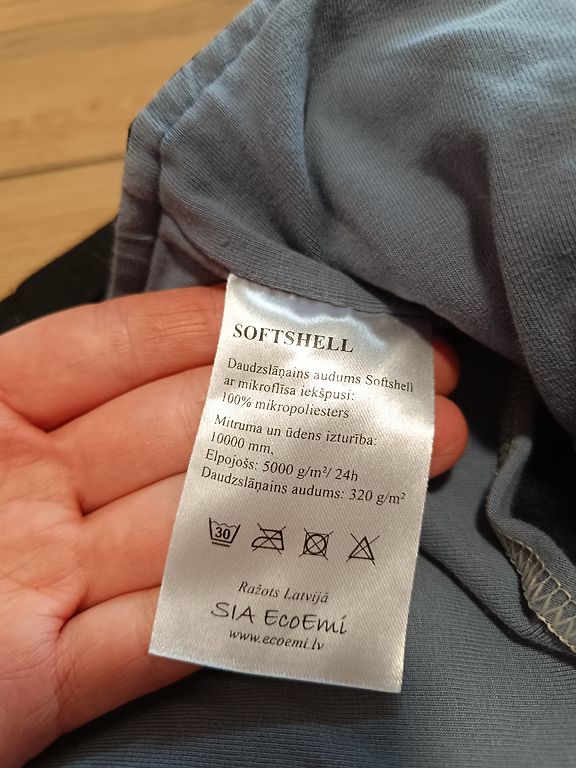 SOFTSHELL
Daudzslāņains audums Softshell
ar mikroflīsa iekšpusi:
100% mikropoliesters
Mitruma un ūdens izturība:
10000 mm,
Elpojošs: 5000 g/m²/ 24h
Daudzslāņains audums: 320 g/m²
30
Ražots Latvijā
SIA EcoEmi
www.ecoemi.lv